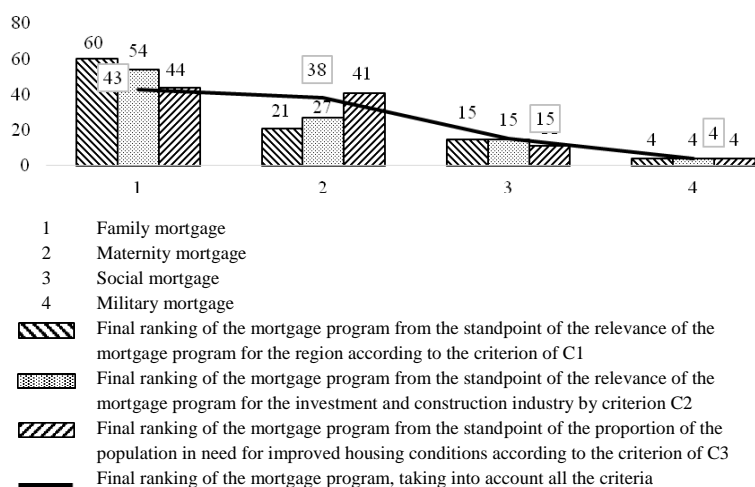 80
60
40
20
0
60
54
44
43
21
27
41
38
15
15
15
4
4
4
4
1
2
3
4
1 Family mortgage
2 Maternity mortgage
3 Social mortgage
4 Military mortgage
Final ranking of the mortgage program from the standpoint of the relevance of the
mortgage program for the region according to the criterion of C1
Final ranking of the mortgage program from the standpoint of the relevance of the
mortgage program for the investment and construction industry by criterion C2
Final ranking of the mortgage program from the standpoint of the proportion of the
population in need for improved housing conditions according to the criterion of C3
Final ranking of the mortgage program, taking into account all the criteria